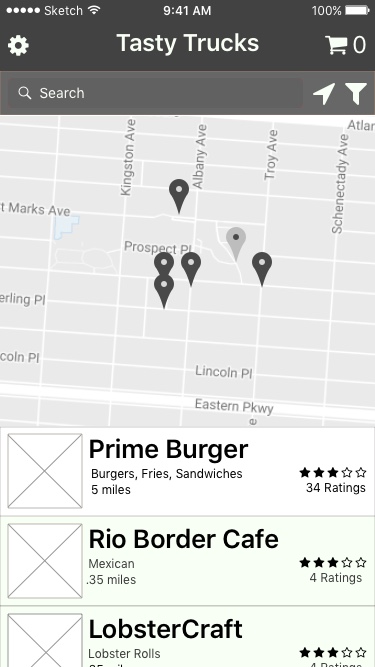 Sketch 9:41 AM 100%
Tasty Trucks 0
Search
Atlan
Kingston Ave
Albany Ave
Troy Ave
Schenectady Ave
t Marks Ave
Prospect Pl
erling Pl
coln Pl
Lincoln Pl
Eastern Pkwy
e
Prime Burger
Burgers, Fries, Sandwiches
5 miles
34 Ratings
Rio Border Cafe
Mexican
.35 miles
4 Ratings
LobsterCraft
Lobster Rolls
4 Ratings